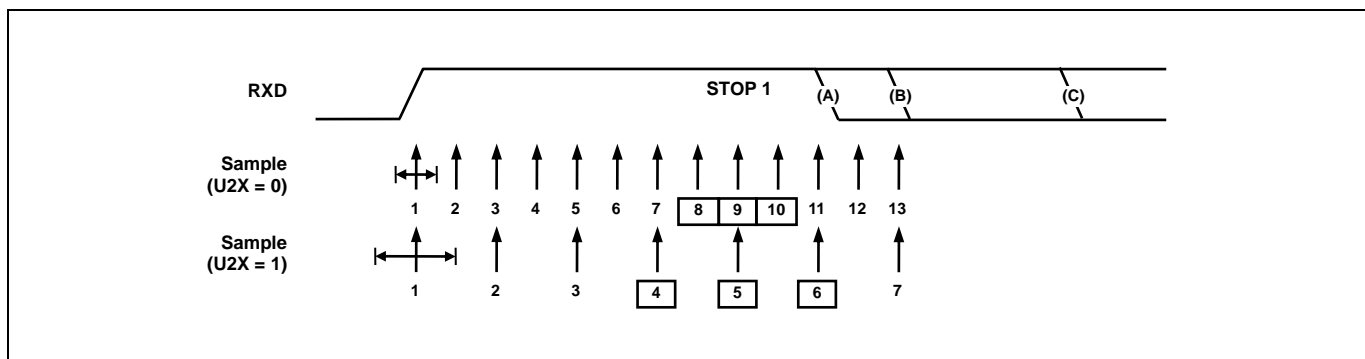 RXD STOP 1 (A) (B) (C)
Sample
(U2X = 0)
1 2 3 4 5 6 7 8 9 10 11 12 13
Sample
(U2X = 1)
1 2 3 4 5 6 7